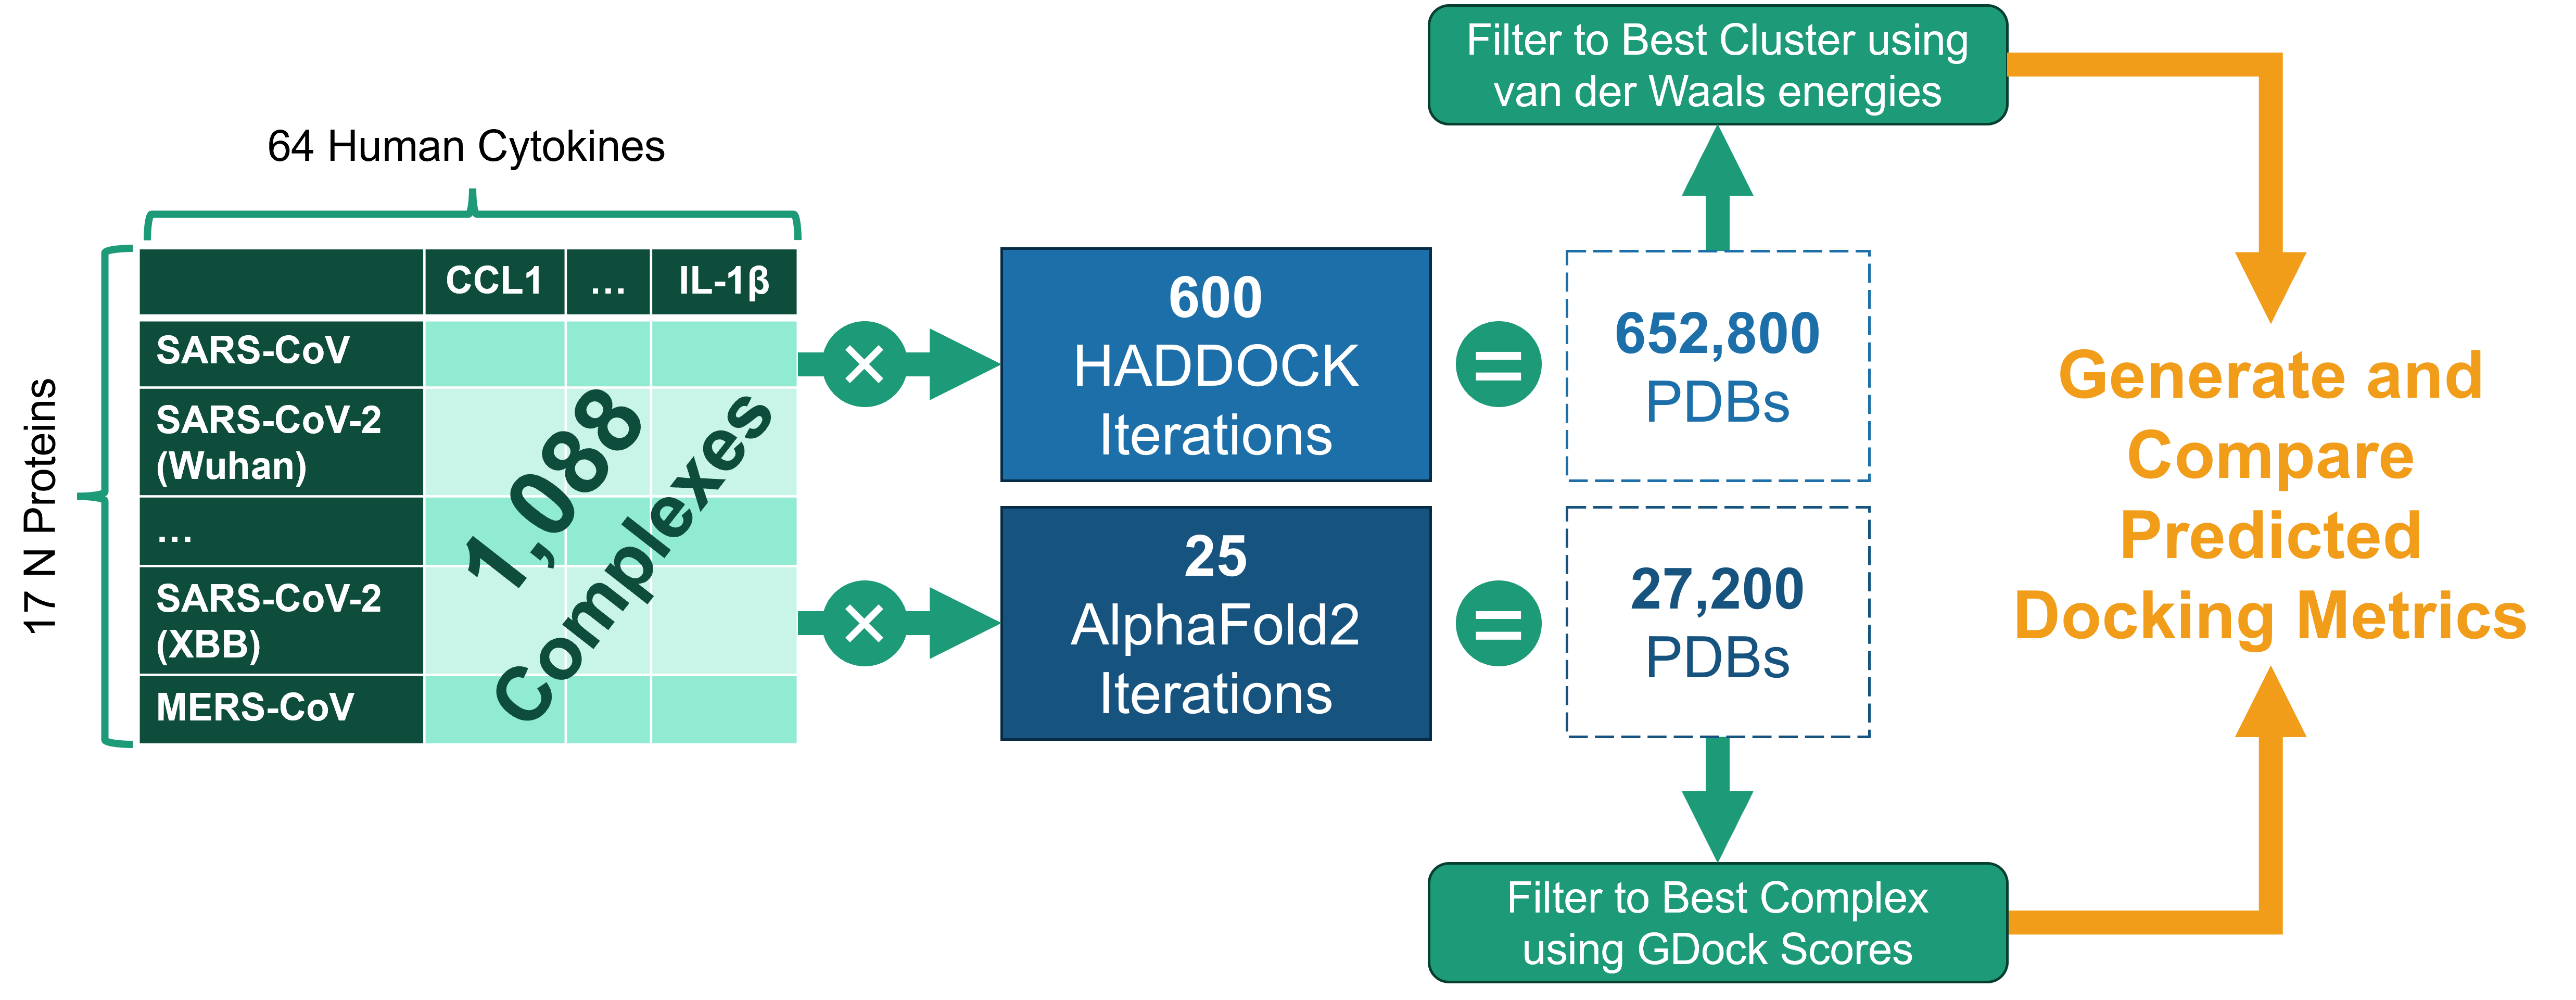 64 Human Cytokines
17 N Proteins
CCL1 … IL-1β
SARS-CoV
SARS-CoV-2
(Wuhan)
…
SARS-CoV-2
(XBB)
MERS-CoV
1,088
Complexes
×
600
HADDOCK
Iterations
=
652,800
PDBs
×
25
AlphaFold2
Iterations
=
27,200
PDBs
Filter to Best Cluster using
van der Waals energies
Filter to Best Complex
using GDock Scores
Generate and
Compare
Predicted
Docking Metrics